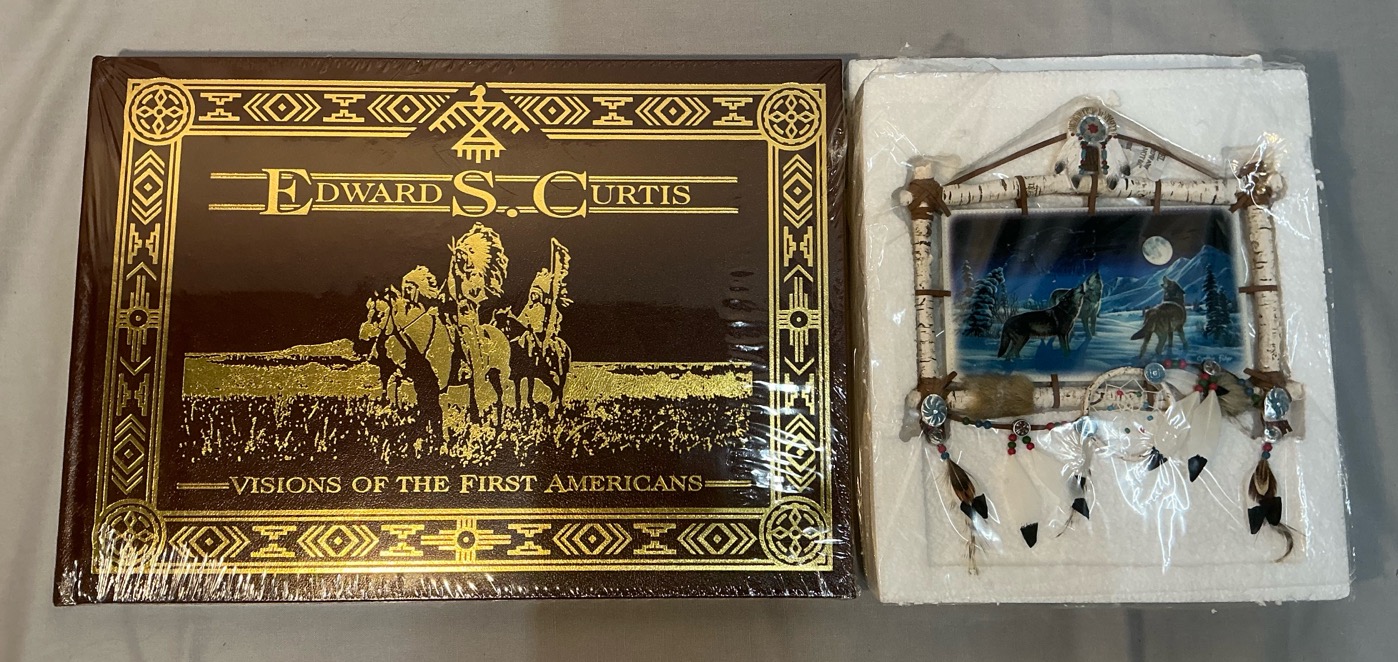 EDWARD S. CURTIS
VISIONS OF THE FIRST AMERICANS